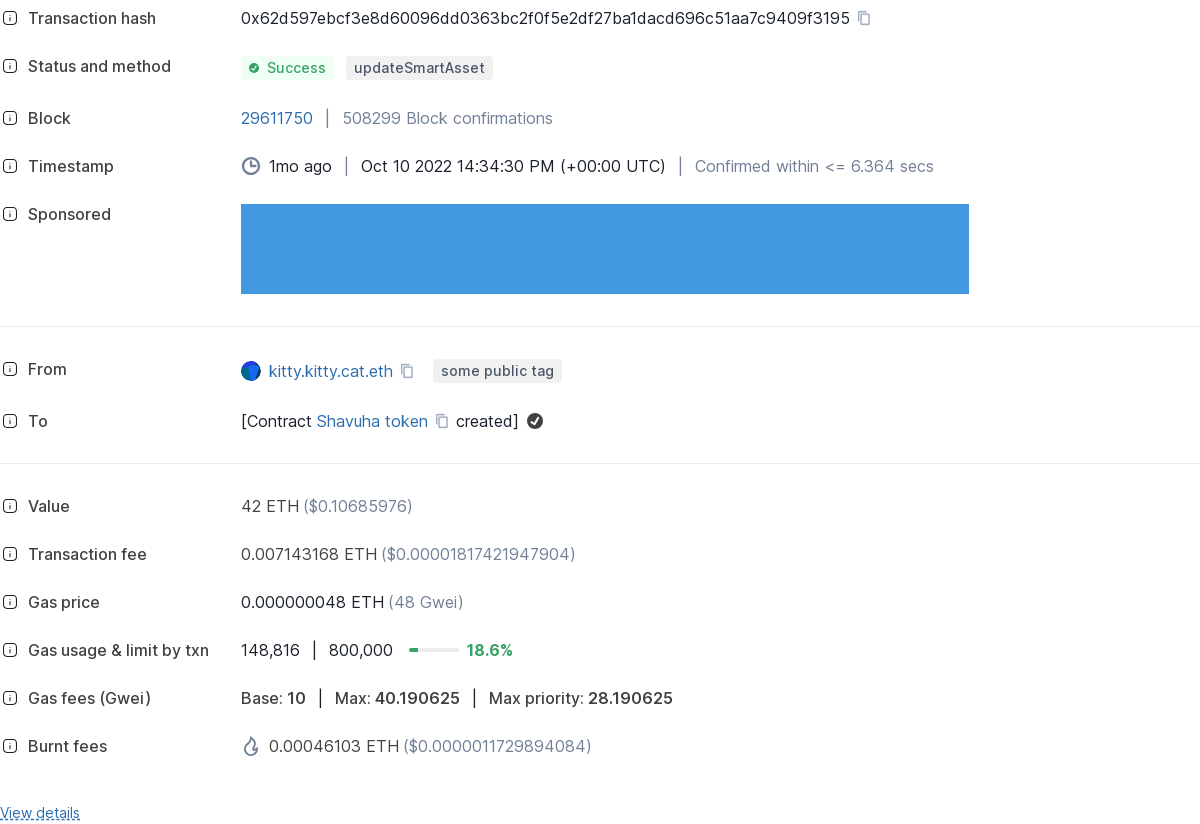 Transaction hash 0x62d597ebcf3e8d60096dd0363bc2f0f5e2df27ba1dacd696c51aa7c9409f3195
Status and method Success updateSmartAsset
Block 29611750 | 508299 Block confirmations
Timestamp 1mo ago | Oct 10 2022 14:34:30 PM (+00:00 UTC) | Confirmed within <= 6.364 secs
Sponsored
From kitty.kitty.cat.eth some public tag
To [Contract Shavuha token created]
Value 42 ETH ($0.10685976)
Transaction fee 0.007143168 ETH ($0.00001817421947904)
Gas price 0.000000048 ETH (48 Gwei)
Gas usage & limit by txn 148,816 | 800,000 18.6%
Gas fees (Gwei) Base: 10 | Max: 40.190625 | Max priority: 28.190625
Burnt fees 0.00046103 ETH ($0.0000011729894084)
View details